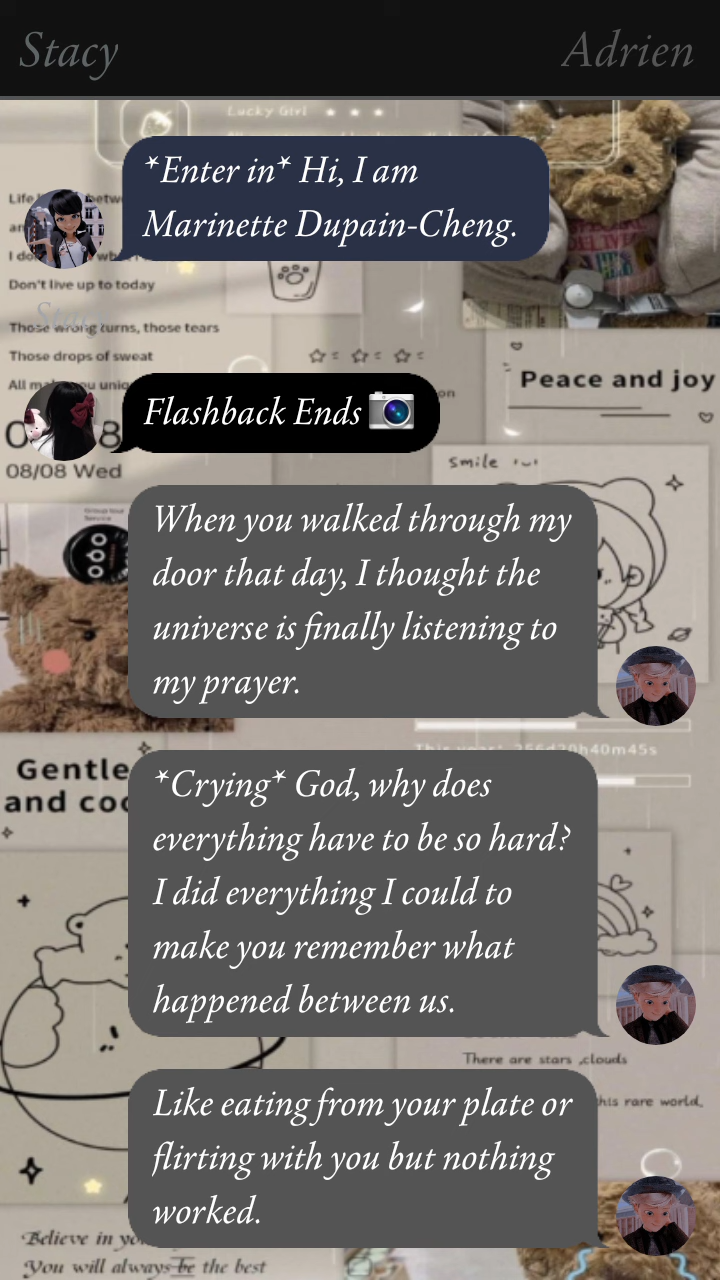 Stacy
Adrien
Lucky Girl
*Enter in* Hi, I am
Marinette Dupain-Cheng.
Don't live up to today
Stacy
Those wrong turns, those tears
Those drops of sweat
Peace and joy
Flashback Ends
08/08 Wed
smile
When you walked through my
door that day, I thought the
universe is finally listening to
my prayer.
This year: 256d20h40m45s
Gentle
and
*Crying* God, why does
everything have to be so hard?
I did everything I could to
make you remember what
happened between us.
There are stars ,clouds
this rare world,
Like eating from your plate or
flirting with you but nothing
worked.
Believe in
You will always be the best